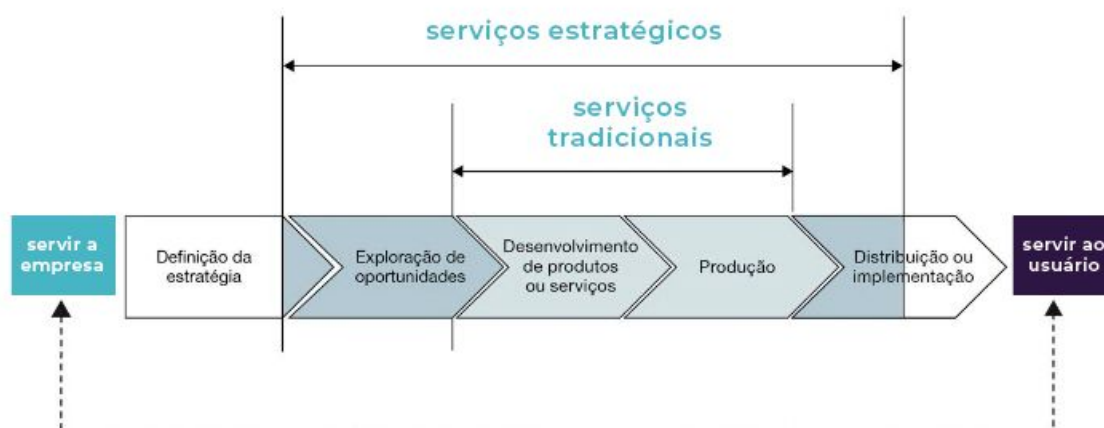 serviços estratégicos
serviços
tradicionais
servir a
empresa
Definição da
estratégia
Exploração de
oportunidades
Desenvolvimento
de produtos
ou serviços
Produção
Distribuição ou
implementação
servir ao
usuário